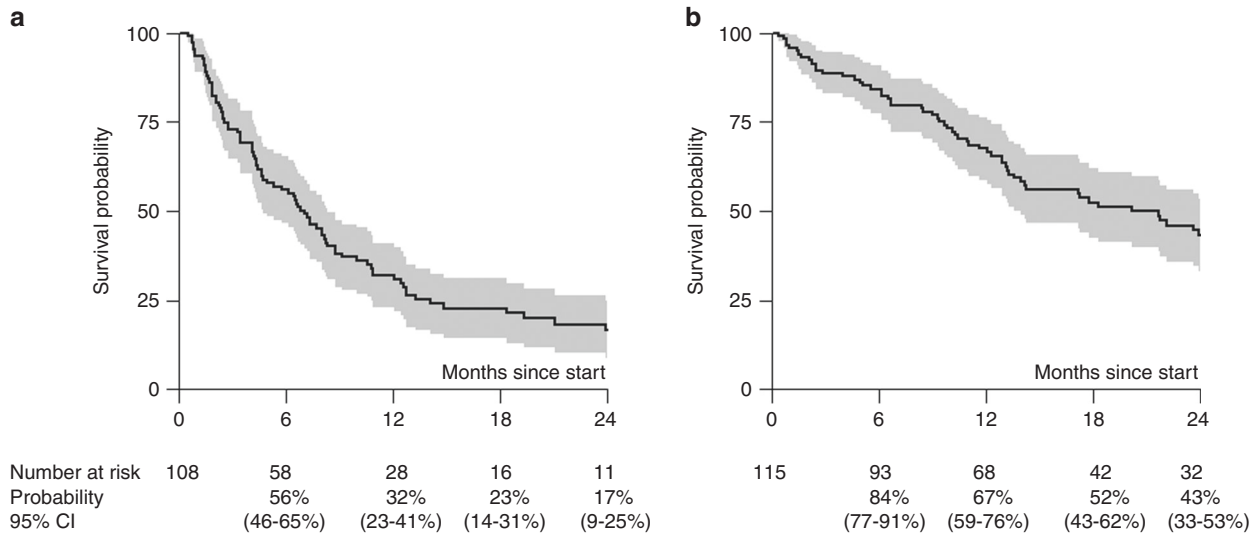 a
b
100
75
50
25
0
Survival probability
Months since start
0 6 12 18 24
100
75
50
25
0
Survival probability
Months since start
0 6 12 18 24
Number at risk 108 58 28 16 11 115 93 68 42 32
Probability 56% 32% 23% 17% 84% 67% 52% 43%
95% CI (46-65%) (23-41%) (14-31%) (9-25%) (77-91%) (59-76%) (43-62%) (33-53%)